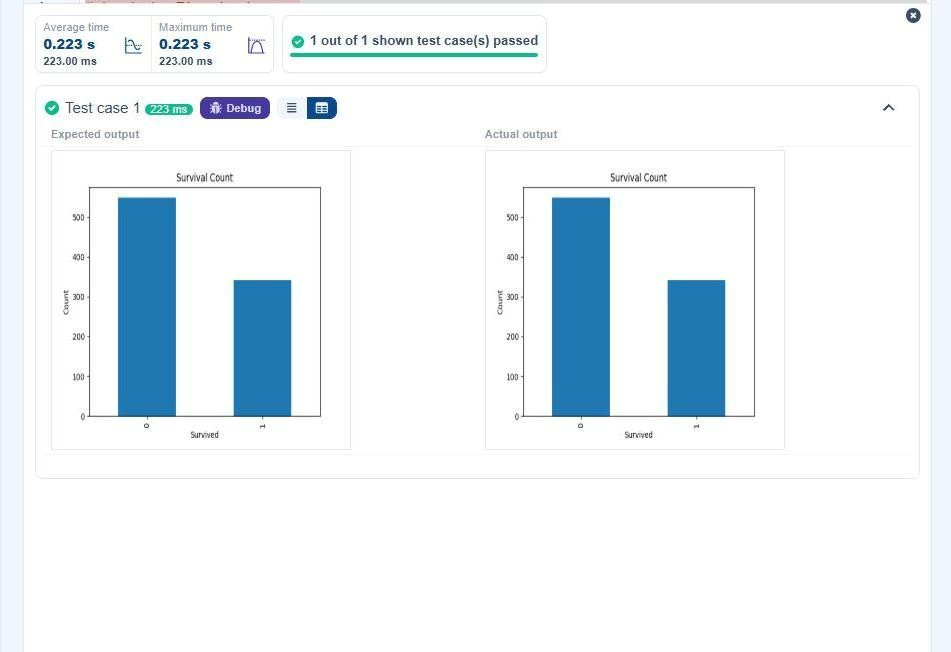 Average time
Maximum time
0.223 s
0.223 s
223.00 ms
223.00 ms
1 out of 1 shown test case(s) passed
Test case 1
223 ms
Debug
Expected output
Actual output
Survival Count
500
400
300
200
100
0
Count
0
1
Survived
Survival Count
500
400
300
200
100
0
Count
0
1
Survived